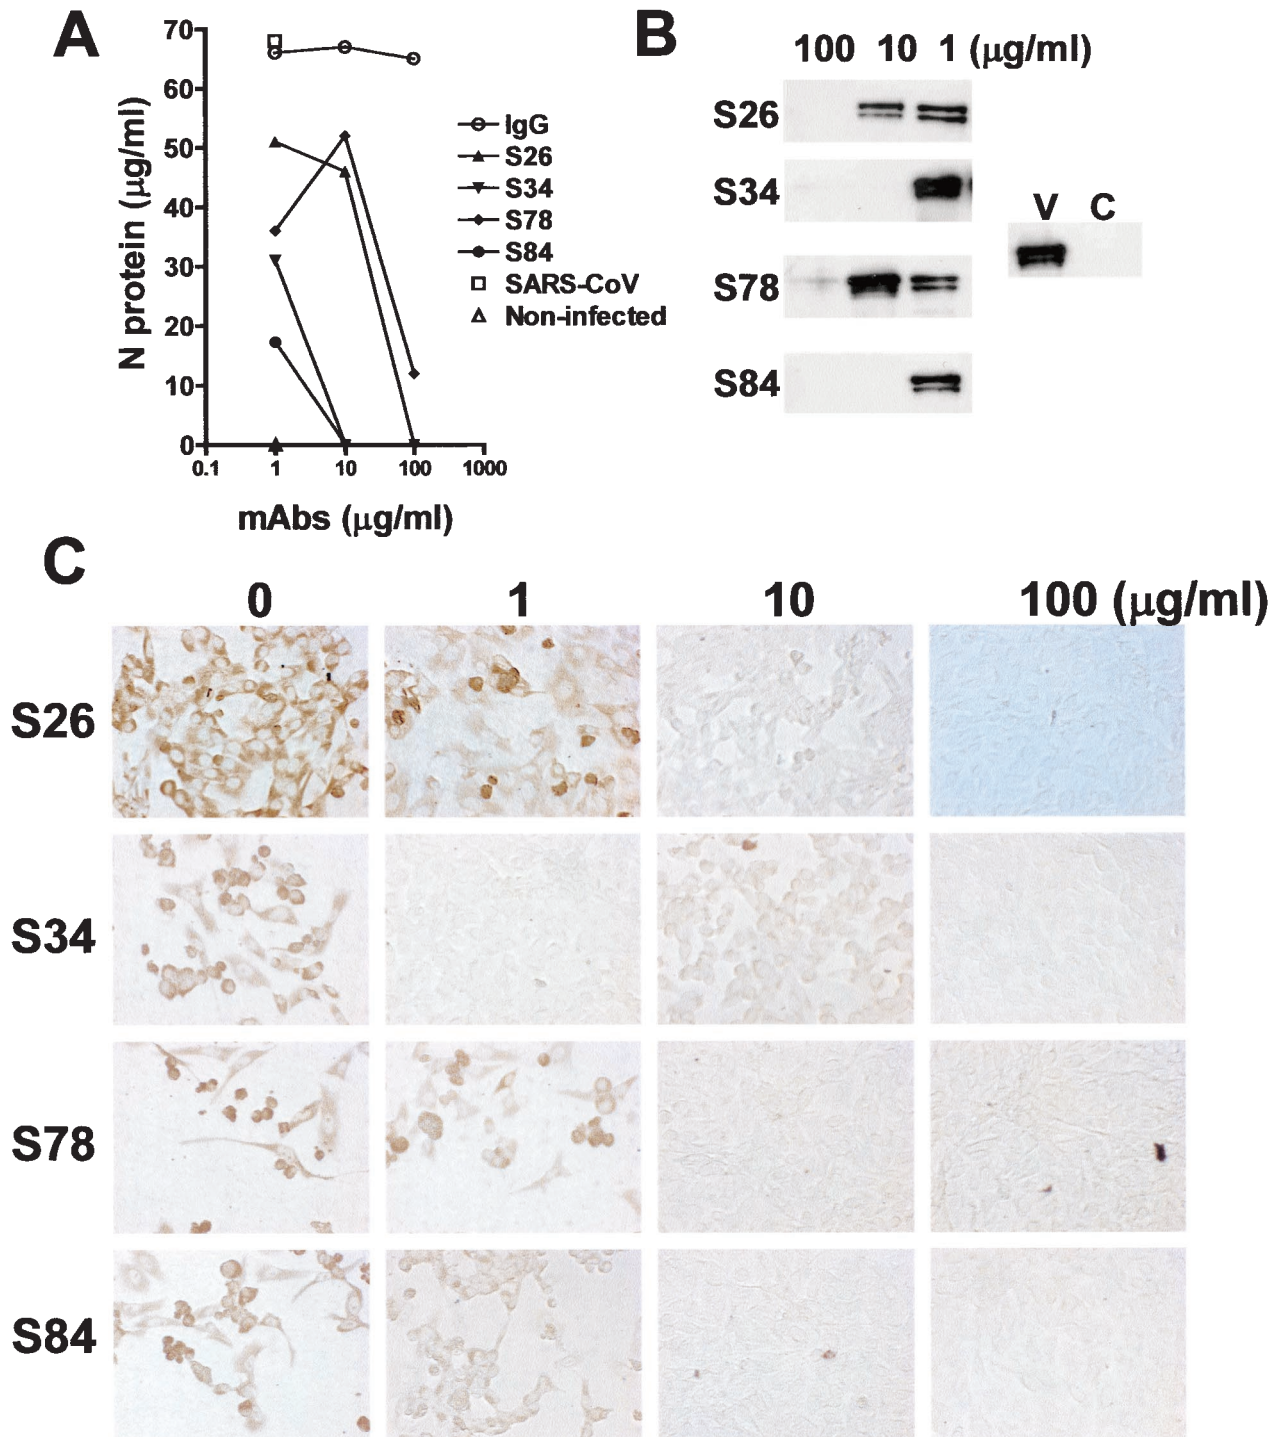 A
N protein (μg/ml)
70
60
50
40
30
20
10
0
0.1 1 10 100 1000
mAbs (μg/ml)
IgG
S26
S34
S78
S84
SARS-CoV
Non-infected
B
100 10 1 (μg/ml)
S26
S34
S78
S84
V C
C
0 1 10 100 (μg/ml)
S26
S34
S78
S84